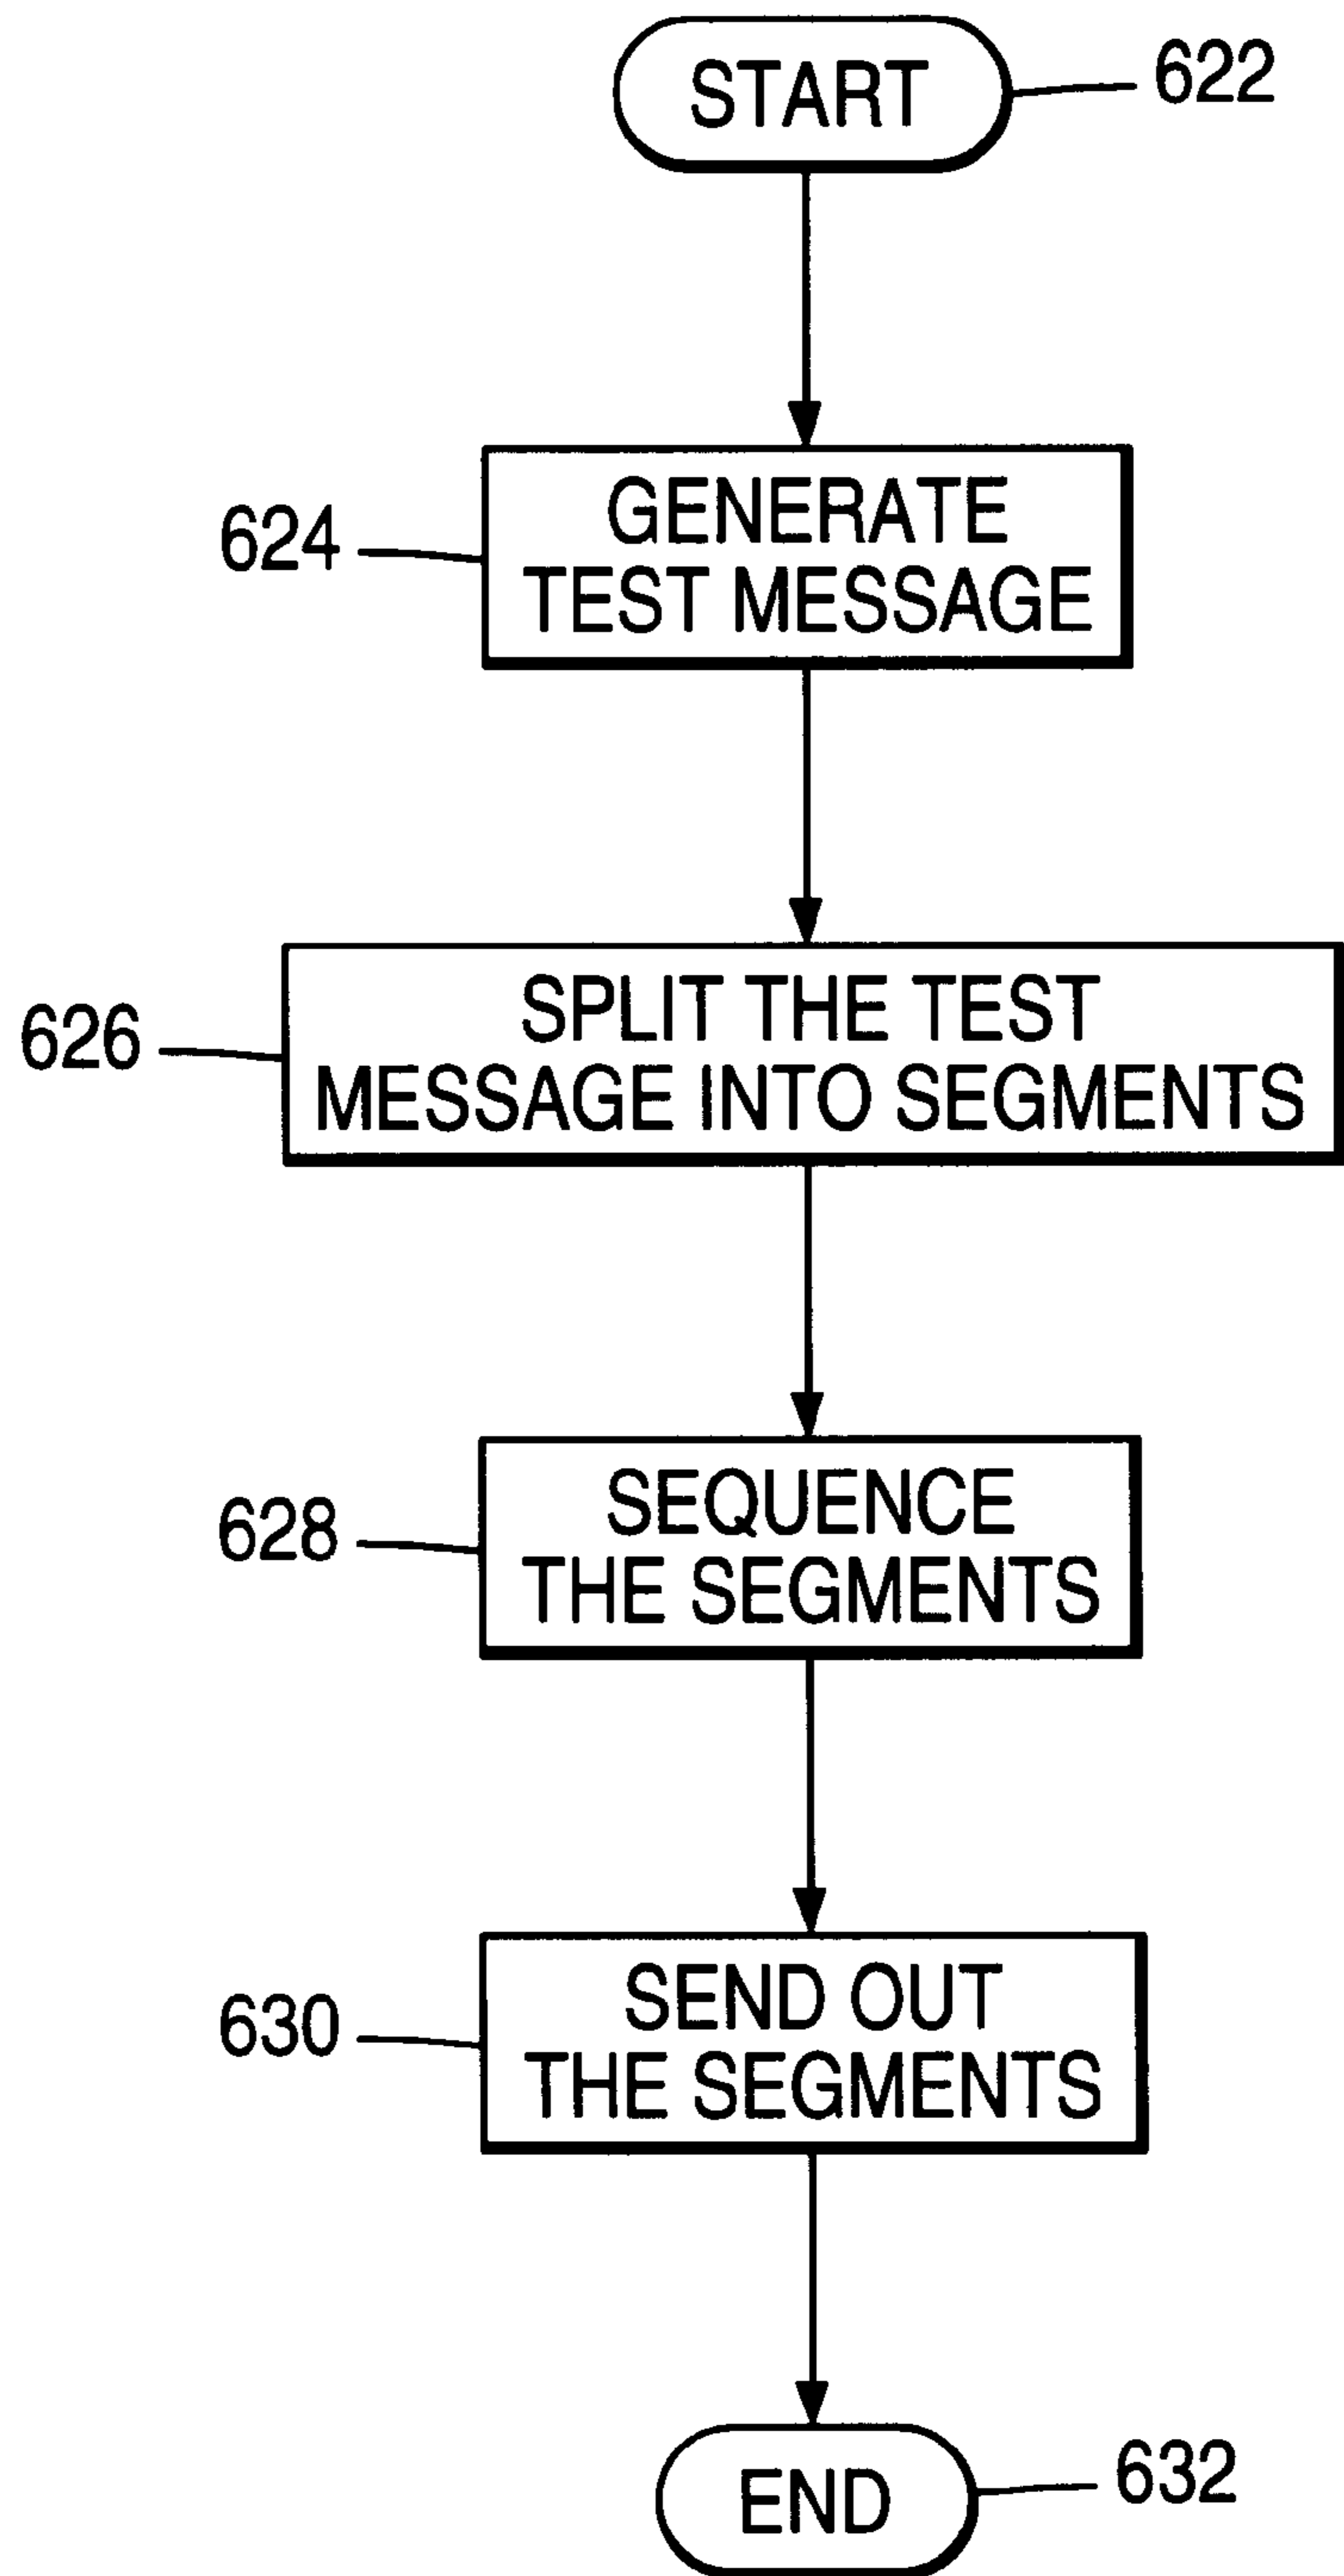 START
622
624
GENERATE
TEST MESSAGE
626
SPLIT THE TEST
MESSAGE INTO SEGMENTS
628
SEQUENCE
THE SEGMENTS
630
SEND OUT
THE SEGMENTS
END
632